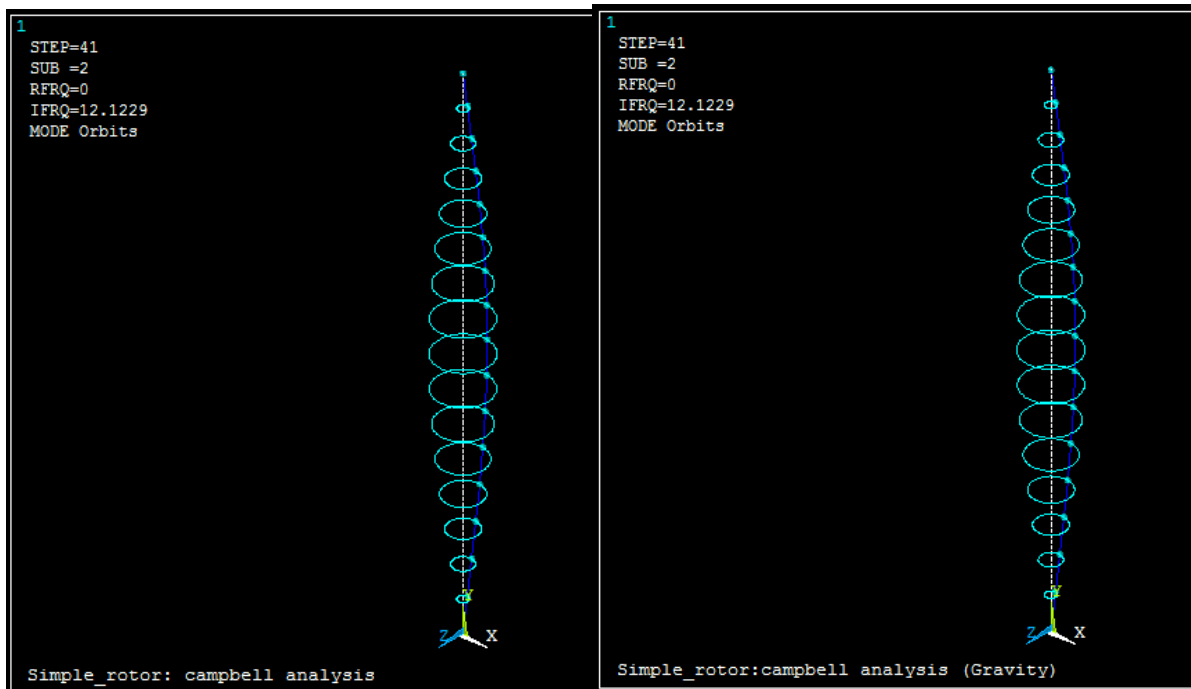 1
STEP=41
SUB =2
RFRQ=0
IFRQ=12.1229
MODE Orbits
Y
Z
X
Simple_rotor: campbell analysis
1
STEP=41
SUB =2
RFRQ=0
IFRQ=12.1229
MODE Orbits
Y
Z
X
Simple_rotor:campbell analysis (Gravity)